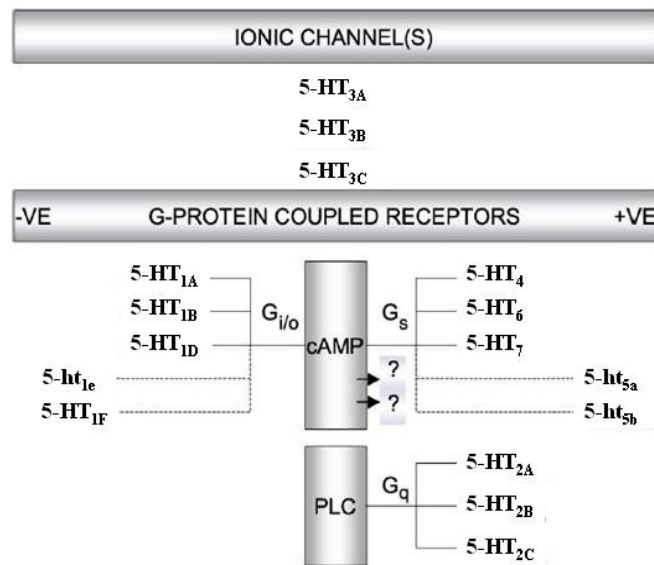 IONIC CHANNEL(S)
5-HT3A
5-HT3B
5-HT3C
-VE G-PROTEIN COUPLED RECEPTORS +VE
5-HT1A 5-HT4
5-HT1B Gi/o Gs 5-HT6
5-HT1D cAMP 5-HT7
5-ht1e ? 5-ht5a
5-HT1F ? 5-ht5b
5-HT2A
PLC Gq 5-HT2B
5-HT2C